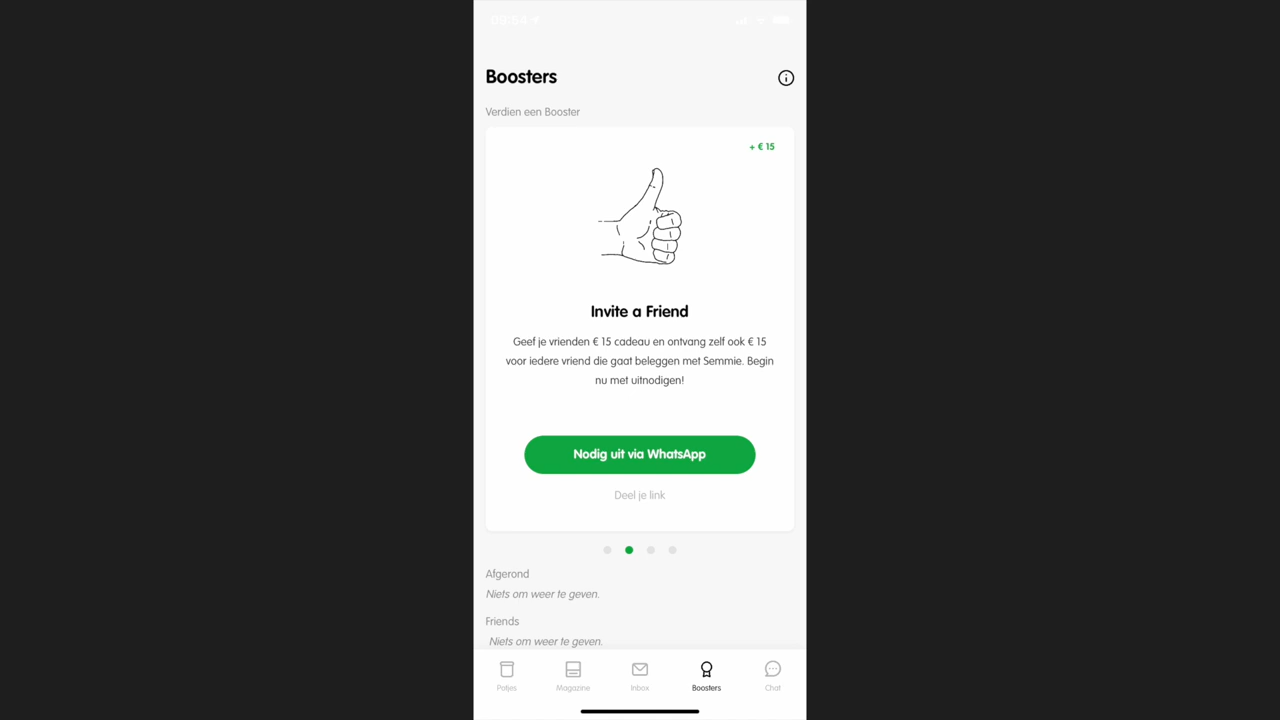 09:54
Boosters
Verdien een Booster
+ € 15
Invite a Friend
Geef je vrienden € 15 cadeau en ontvang zelf ook € 15
voor iedere vriend die gaat beleggen met Semmie. Begin
nu met uitnodigen!
Nodig uit via WhatsApp
Deel je link
Afgerond
Niets om weer te geven.
Friends
Niets om weer te geven.
Potjes Magazine Inbox Boosters Chat